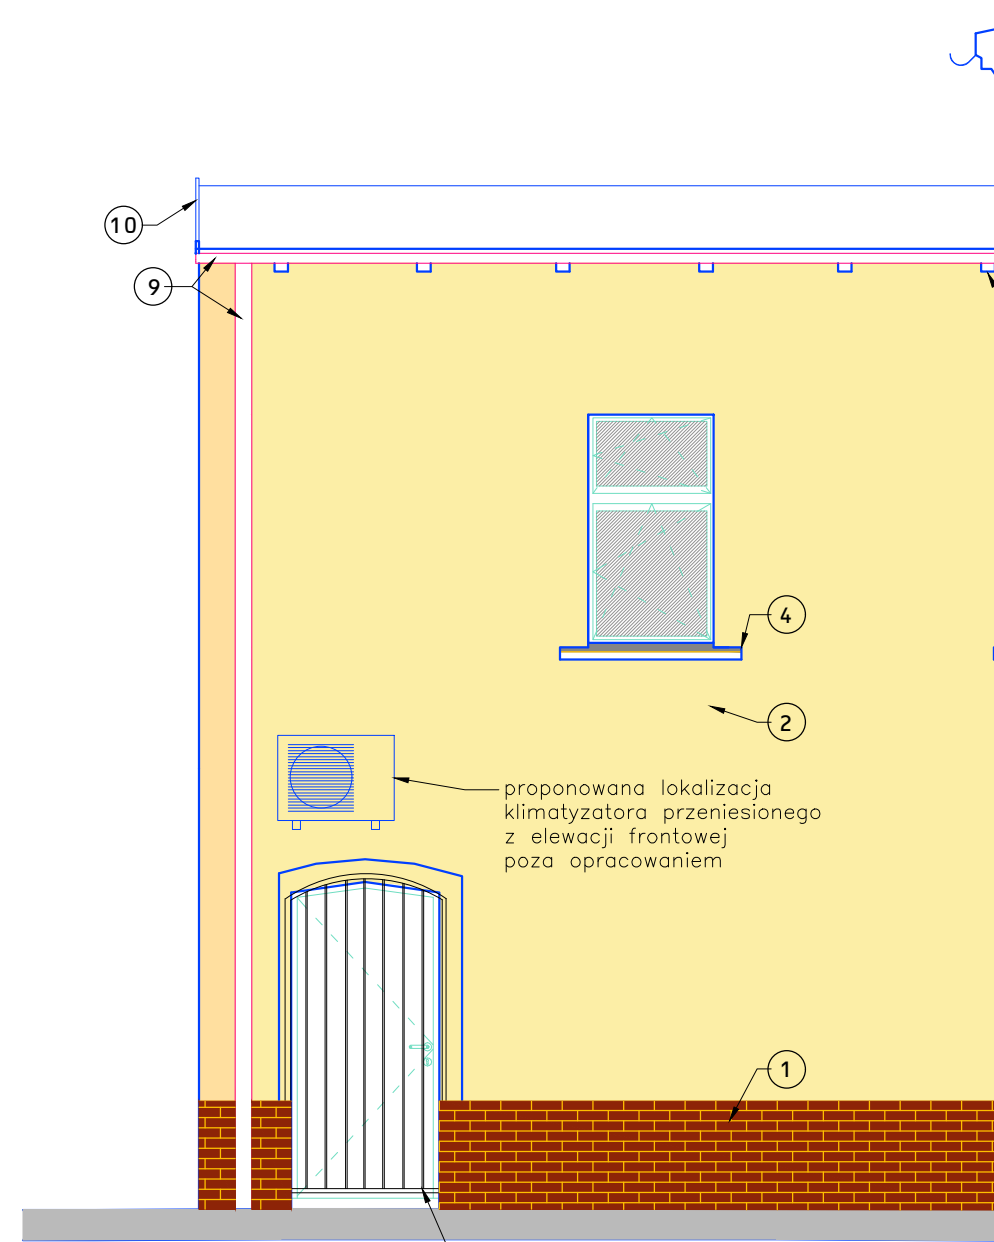 10
9
4
2
proponowana lokalizacja
klimatyzatora przeniesionego
z elewacji frontowej
poza opracowaniem
1